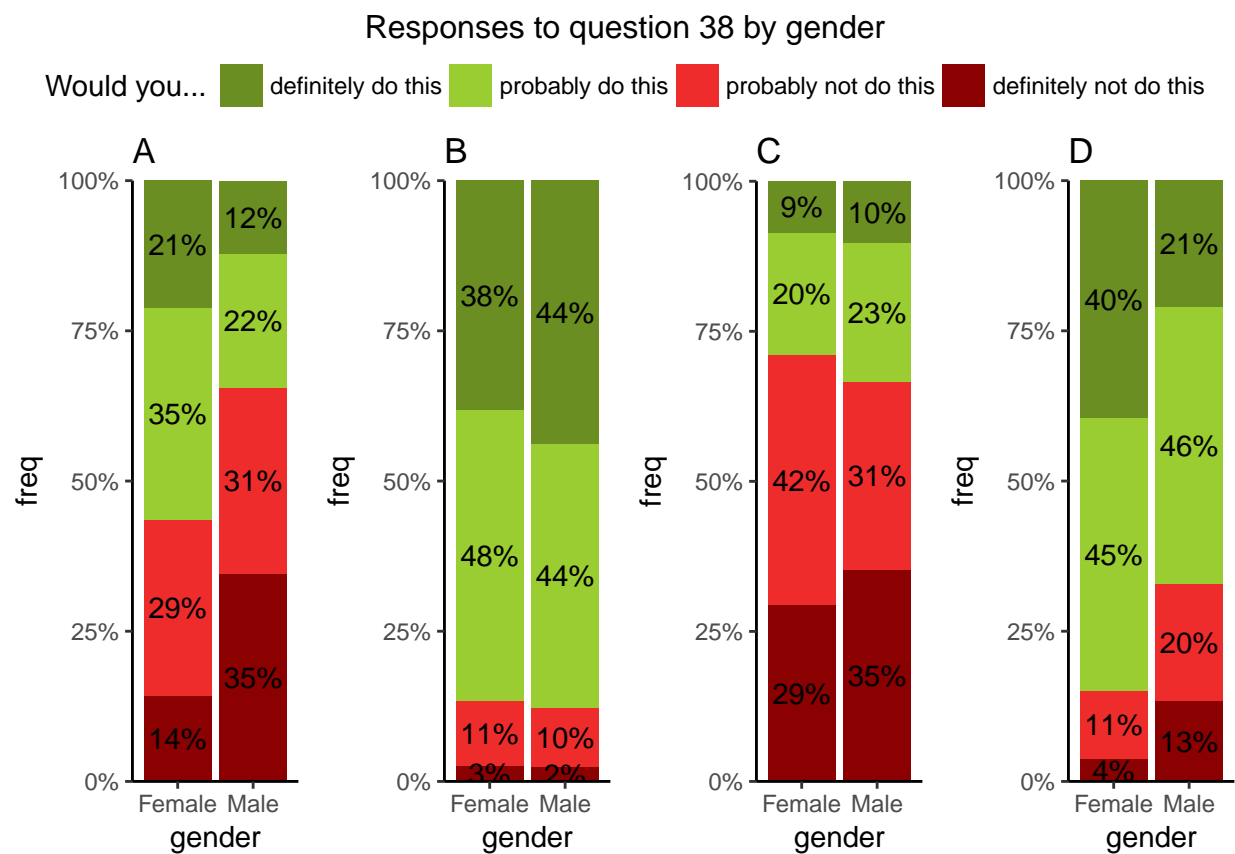 Responses to question 38 by gender
Would you... definitely do this probably do this probably not do this definitely not do this
A
100%
75%
50%
25%
0%
freq
21%
35%
29%
14%
12%
22%
31%
35%
Female Male
gender
B
100%
75%
50%
25%
0%
freq
38%
48%
11%
3%
44%
44%
10%
2%
Female Male
gender
C
100%
75%
50%
25%
0%
freq
9%
20%
42%
29%
10%
23%
31%
35%
Female Male
gender
D
100%
75%
50%
25%
0%
freq
40%
45%
11%
4%
21%
46%
20%
13%
Female Male
gender